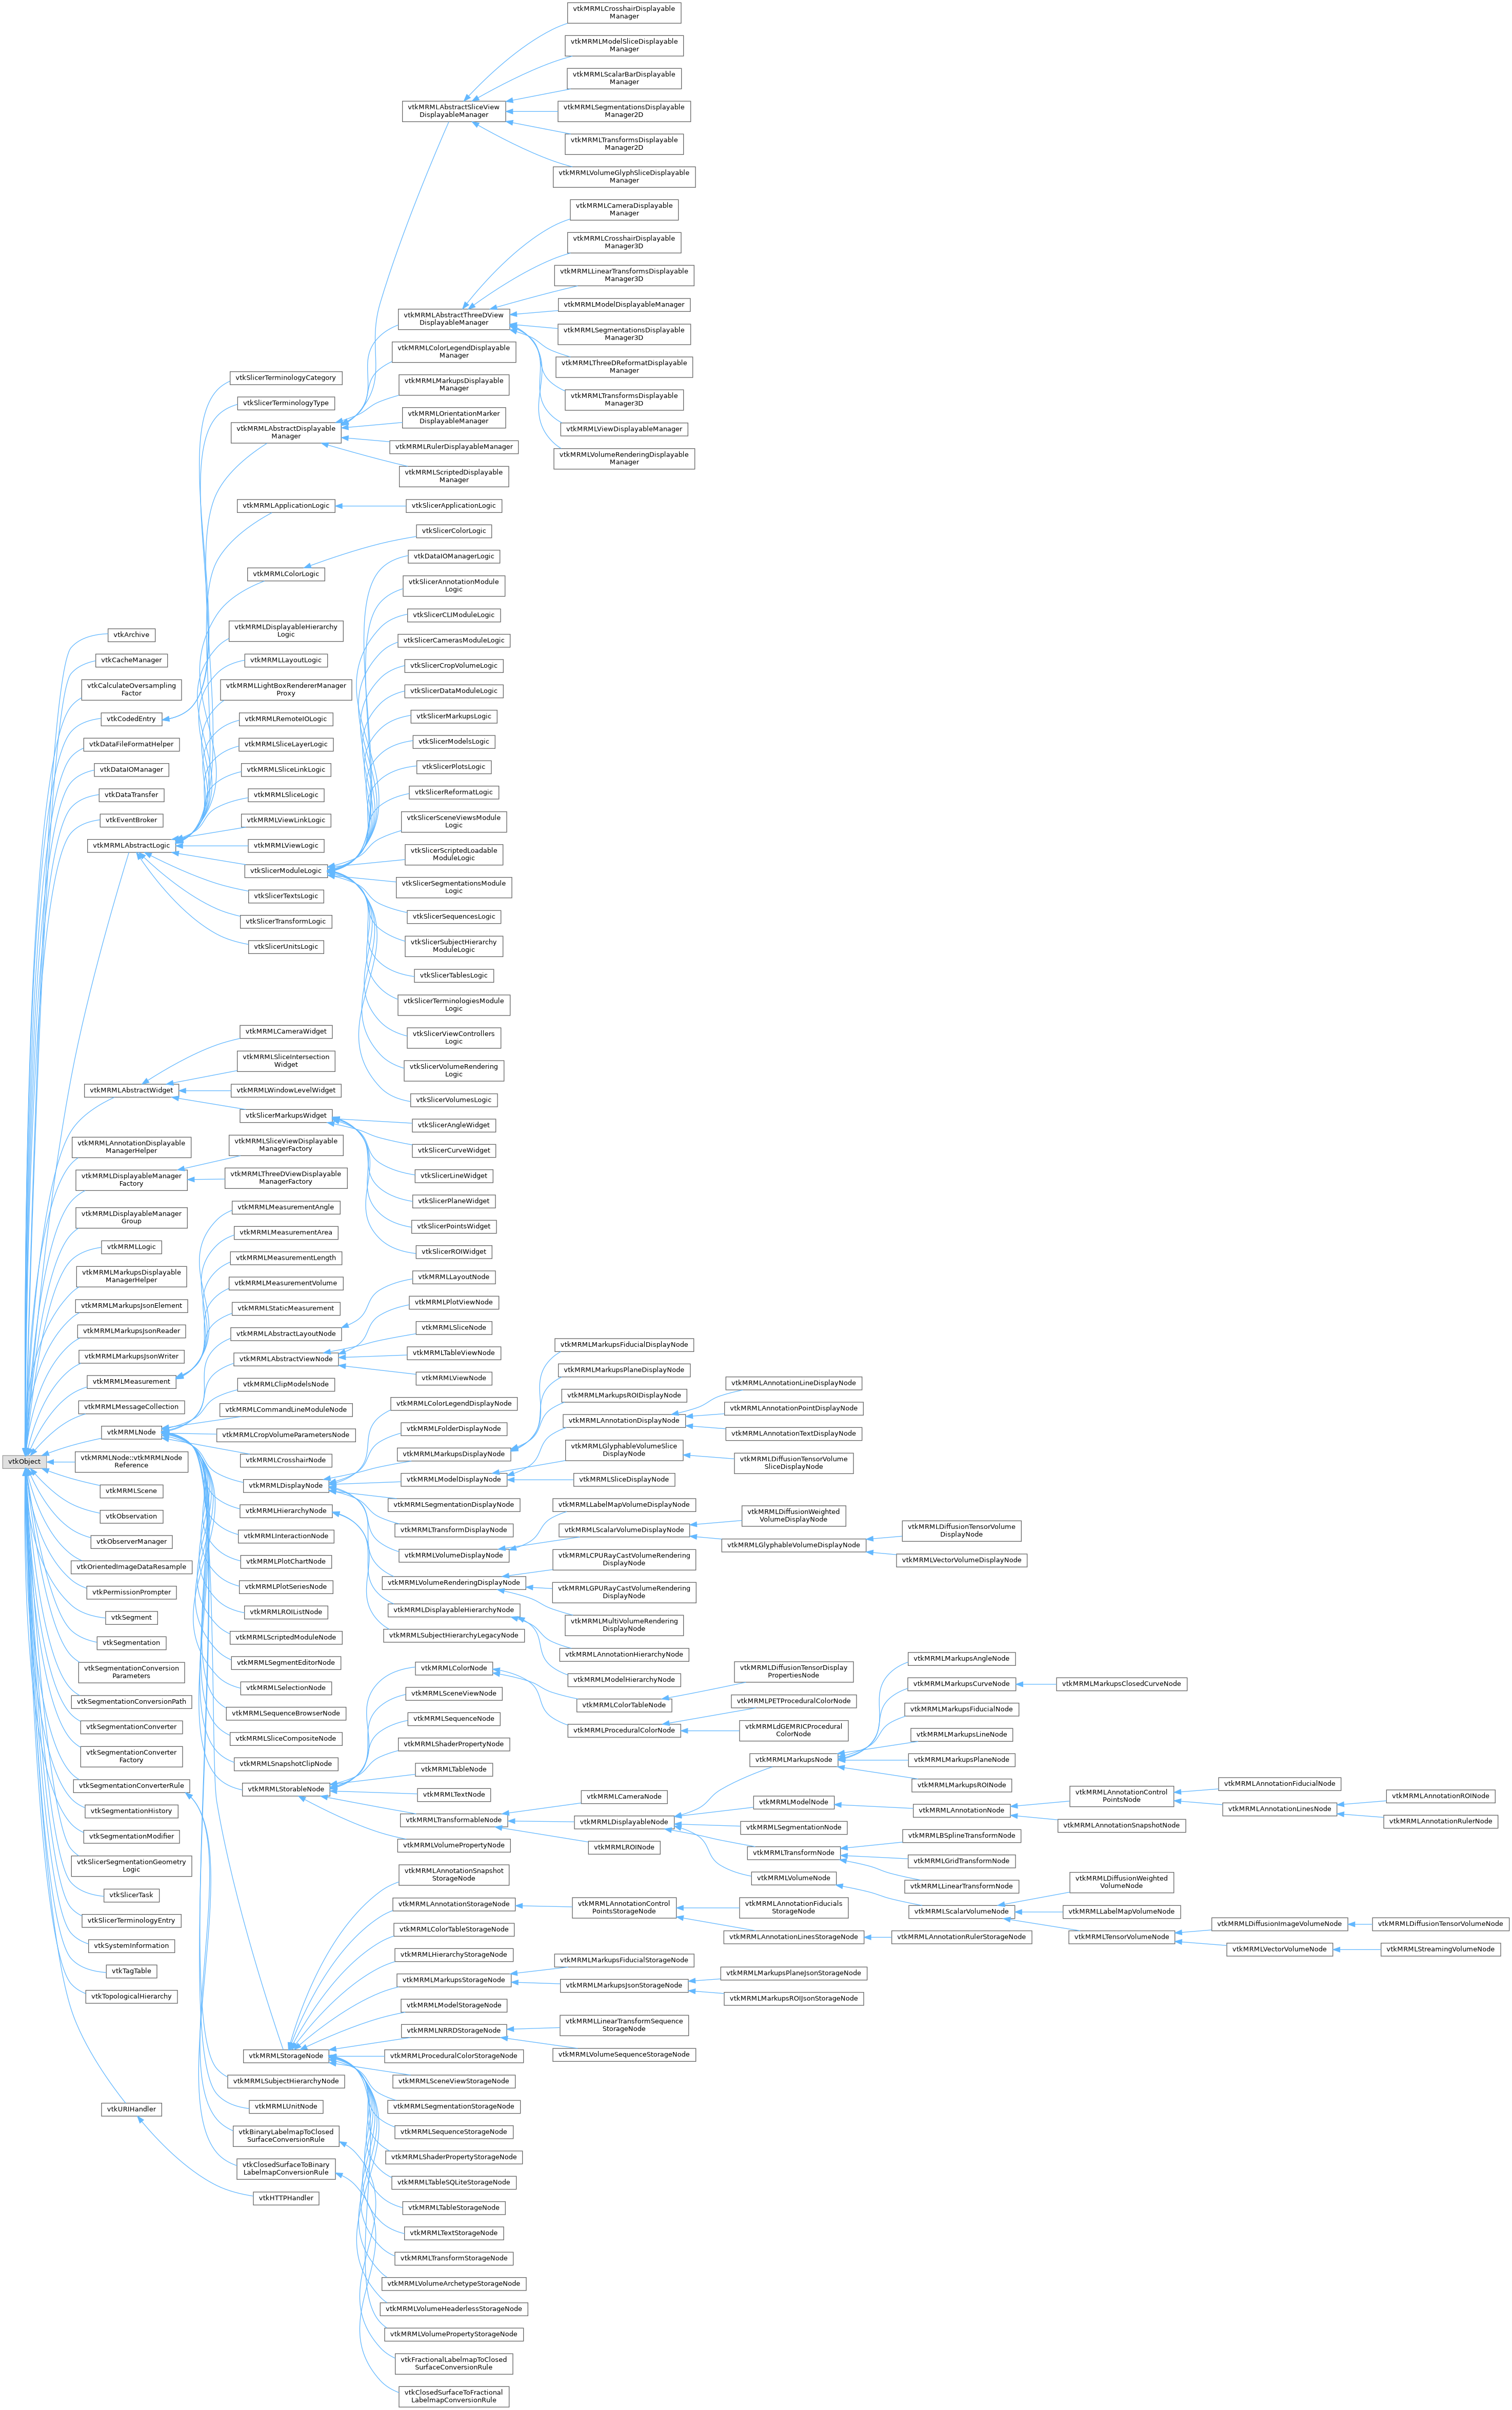 vtkMRMLCrosshairDisplayable
Manager
vtkMRMLModelSliceDisplayable
Manager
vtkMRMLScalarBarDisplayable
Manager
vtkMRMLAbstractSliceView
DisplayableManager
vtkMRMLSegmentationsDisplayable
Manager2D
vtkMRMLTransformsDisplayable
Manager2D
vtkMRMLVolumeGlyphSliceDisplayable
Manager
vtkMRMLCameraDisplayable
Manager
vtkMRMLCrosshairDisplayable
Manager3D
vtkMRMLLinearTransformsDisplayable
Manager3D
vtkMRMLModelDisplayableManager
vtkMRMLAbstractThreeDView
DisplayableManager
vtkMRMLSegmentationsDisplayable
Manager3D
vtkMRMLColorLegendDisplayable
Manager
vtkMRMLThreeDReformatDisplayable
Manager
vtkSlicerTerminologyCategory
vtkMRMLMarkupsDisplayable
Manager
vtkMRMLTransformsDisplayable
Manager3D
vtkSlicerTerminologyType
vtkMRMLOrientationMarker
DisplayableManager
vtkMRMLAbstractDisplayable
Manager
vtkMRMLViewDisplayableManager
vtkMRMLRulerDisplayableManager
vtkMRMLVolumeRenderingDisplayable
Manager
vtkMRMLScriptedDisplayable
Manager
vtkMRMLApplicationLogic
vtkSlicerApplicationLogic
vtkSlicerColorLogic
vtkDataIOManagerLogic
vtkMRMLColorLogic
vtkSlicerAnnotationModule
Logic
vtkSlicerCLIModuleLogic
vtkMRMLDisplayableHierarchy
Logic
vtkArchive
vtkSlicerCamerasModuleLogic
vtkCacheManager
vtkMRMLLayoutLogic
vtkSlicerCropVolumeLogic
vtkCalculateOversampling
Factor
vtkMRMLLightBoxRendererManager
Proxy
vtkSlicerDataModuleLogic
vtkCodedEntry
vtkMRMLRemoteIOLogic
vtkSlicerMarkupsLogic
vtkDataFileFormatHelper
vtkMRMLSliceLayerLogic
vtkSlicerModelsLogic
vtkDataIOManager
vtkMRMLSliceLinkLogic
vtkSlicerPlotsLogic
vtkDataTransfer
vtkMRMLSliceLogic
vtkSlicerReformatLogic
vtkEventBroker
vtkMRMLViewLinkLogic
vtkSlicerSceneViewsModule
Logic
vtkMRMLAbstractLogic
vtkMRMLViewLogic
vtkSlicerScriptedLoadable
ModuleLogic
vtkSlicerModuleLogic
vtkSlicerSegmentationsModule
Logic
vtkSlicerTextsLogic
vtkSlicerSequencesLogic
vtkSlicerTransformLogic
vtkSlicerSubjectHierarchy
ModuleLogic
vtkSlicerUnitsLogic
vtkSlicerTablesLogic
vtkSlicerTerminologiesModule
Logic
vtkMRMLCameraWidget
vtkSlicerViewControllers
Logic
vtkMRMLSliceIntersection
Widget
vtkSlicerVolumeRendering
Logic
vtkMRMLAbstractWidget
vtkMRMLWindowLevelWidget
vtkSlicerVolumesLogic
vtkSlicerMarkupsWidget
vtkSlicerAngleWidget
vtkMRMLAnnotationDisplayable
ManagerHelper
vtkMRMLSliceViewDisplayable
ManagerFactory
vtkSlicerCurveWidget
vtkMRMLDisplayableManager
Factory
vtkMRMLThreeDViewDisplayable
ManagerFactory
vtkSlicerLineWidget
vtkMRMLDisplayableManager
Group
vtkMRMLMeasurementAngle
vtkSlicerPlaneWidget
vtkMRMLMeasurementArea
vtkSlicerPointsWidget
vtkMRMLLogic
vtkMRMLMeasurementLength
vtkSlicerROIWidget
vtkMRMLMarkupsDisplayable
ManagerHelper
vtkMRMLMeasurementVolume
vtkMRMLLayoutNode
vtkMRMLMarkupsJsonElement
vtkMRMLStaticMeasurement
vtkMRMLPlotViewNode
vtkMRMLMarkupsJsonReader
vtkMRMLAbstractLayoutNode
vtkMRMLSliceNode
vtkMRMLMarkupsJsonWriter
vtkMRMLAbstractViewNode
vtkMRMLTableViewNode
vtkMRMLMarkupsFiducialDisplayNode
vtkMRMLMeasurement
vtkMRMLClipModelsNode
vtkMRMLViewNode
vtkMRMLMarkupsPlaneDisplayNode
vtkMRMLAnnotationLineDisplayNode
vtkMRMLMessageCollection
vtkMRMLCommandLineModuleNode
vtkMRMLColorLegendDisplayNode
vtkMRMLMarkupsROIDisplayNode
vtkMRMLAnnotationPointDisplayNode
vtkMRMLNode
vtkMRMLCropVolumeParametersNode
vtkMRMLFolderDisplayNode
vtkMRMLAnnotationDisplayNode
vtkMRMLAnnotationTextDisplayNode
vtkObject
vtkMRMLNode::vtkMRMLNode
Reference
vtkMRMLCrosshairNode
vtkMRMLMarkupsDisplayNode
vtkMRMLGlyphableVolumeSlice
DisplayNode
vtkMRMLDiffusionTensorVolume
SliceDisplayNode
vtkMRMLScene
vtkMRMLDisplayNode
vtkMRMLModelDisplayNode
vtkMRMLSliceDisplayNode
vtkObservation
vtkMRMLHierarchyNode
vtkMRMLSegmentationDisplayNode
vtkMRMLLabelMapVolumeDisplayNode
vtkMRMLDiffusionWeighted
VolumeDisplayNode
vtkObserverManager
vtkMRMLInteractionNode
vtkMRMLTransformDisplayNode
vtkMRMLScalarVolumeDisplayNode
vtkMRMLGlyphableVolumeDisplayNode
vtkMRMLDiffusionTensorVolume
DisplayNode
vtkOrientedImageDataResample
vtkMRMLPlotChartNode
vtkMRMLVolumeDisplayNode
vtkMRMLCPURayCastVolumeRendering
DisplayNode
vtkMRMLVectorVolumeDisplayNode
vtkPermissionPrompter
vtkMRMLPlotSeriesNode
vtkMRMLVolumeRenderingDisplayNode
vtkMRMLGPURayCastVolumeRendering
DisplayNode
vtkSegment
vtkMRMLROIListNode
vtkMRMLDisplayableHierarchyNode
vtkMRMLMultiVolumeRendering
DisplayNode
vtkSegmentation
vtkMRMLScriptedModuleNode
vtkMRMLSubjectHierarchyLegacyNode
vtkMRMLAnnotationHierarchyNode
vtkSegmentationConversion
Parameters
vtkMRMLSegmentEditorNode
vtkMRMLColorNode
vtkMRMLModelHierarchyNode
vtkMRMLDiffusionTensorDisplay
PropertiesNode
vtkMRMLMarkupsAngleNode
vtkSegmentationConversionPath
vtkMRMLSelectionNode
vtkMRMLSceneViewNode
vtkMRMLColorTableNode
vtkMRMLPETProceduralColorNode
vtkMRMLMarkupsCurveNode
vtkMRMLMarkupsClosedCurveNode
vtkSegmentationConverter
vtkMRMLSequenceBrowserNode
vtkMRMLSequenceNode
vtkMRMLProceduralColorNode
vtkMRMLdGEMRICProcedural
ColorNode
vtkMRMLMarkupsFiducialNode
vtkSegmentationConverter
Factory
vtkMRMLSliceCompositeNode
vtkMRMLShaderPropertyNode
vtkMRMLMarkupsNode
vtkMRMLMarkupsLineNode
vtkSegmentationConverterRule
vtkMRMLSnapshotClipNode
vtkMRMLTableNode
vtkMRMLMarkupsPlaneNode
vtkMRMLStorableNode
vtkMRMLTextNode
vtkMRMLCameraNode
vtkMRMLModelNode
vtkMRMLMarkupsROINode
vtkMRMLAnnotationControl
PointsNode
vtkMRMLAnnotationFiducialNode
vtkMRMLAnnotationROINode
vtkSegmentationHistory
vtkMRMLTransformableNode
vtkMRMLDisplayableNode
vtkMRMLSegmentationNode
vtkMRMLAnnotationNode
vtkMRMLAnnotationSnapshotNode
vtkMRMLAnnotationLinesNode
vtkMRMLAnnotationRulerNode
vtkSegmentationModifier
vtkMRMLVolumePropertyNode
vtkMRMLROINode
vtkMRMLTransformNode
vtkMRMLBSplineTransformNode
vtkSlicerSegmentationGeometry
Logic
vtkMRMLAnnotationSnapshot
StorageNode
vtkMRMLVolumeNode
vtkMRMLGridTransformNode
vtkSlicerTask
vtkMRMLAnnotationStorageNode
vtkMRMLAnnotationControl
PointsStorageNode
vtkMRMLAnnotationFiducials
StorageNode
vtkMRMLLinearTransformNode
vtkMRMLDiffusionWeighted
VolumeNode
vtkSlicerTerminologyEntry
vtkMRMLColorTableStorageNode
vtkMRMLAnnotationLinesStorageNode
vtkMRMLScalarVolumeNode
vtkMRMLLabelMapVolumeNode
vtkMRMLDiffusionImageVolumeNode
vtkMRMLDiffusionTensorVolumeNode
vtkSystemInformation
vtkMRMLHierarchyStorageNode
vtkMRMLAnnotationRulerStorageNode
vtkMRMLTensorVolumeNode
vtkMRMLVectorVolumeNode
vtkMRMLStreamingVolumeNode
vtkTagTable
vtkMRMLMarkupsStorageNode
vtkMRMLMarkupsFiducialStorageNode
vtkMRMLMarkupsPlaneJsonStorageNode
vtkTopologicalHierarchy
vtkMRMLModelStorageNode
vtkMRMLMarkupsJsonStorageNode
vtkMRMLMarkupsROIJsonStorageNode
vtkMRMLNRRDStorageNode
vtkMRMLLinearTransformSequence
StorageNode
vtkMRMLStorageNode
vtkMRMLProceduralColorStorageNode
vtkMRMLVolumeSequenceStorageNode
vtkMRMLSubjectHierarchyNode
vtkMRMLSceneViewStorageNode
vtkURIHandler
vtkMRMLUnitNode
vtkMRMLSegmentationStorageNode
vtkBinaryLabelmapToClosed
SurfaceConversionRule
vtkMRMLSequenceStorageNode
vtkClosedSurfaceToBinary
LabelmapConversionRule
vtkMRMLShaderPropertyStorageNode
vtkHTTPHandler
vtkMRMLTableSQLiteStorageNode
vtkMRMLTableStorageNode
vtkMRMLTextStorageNode
vtkMRMLTransformStorageNode
vtkMRMLVolumeArchetypeStorageNode
vtkMRMLVolumeHeaderlessStorageNode
vtkMRMLVolumePropertyStorageNode
vtkFractionalLabelmapToClosed
SurfaceConversionRule
vtkClosedSurfaceToFractional
LabelmapConversionRule